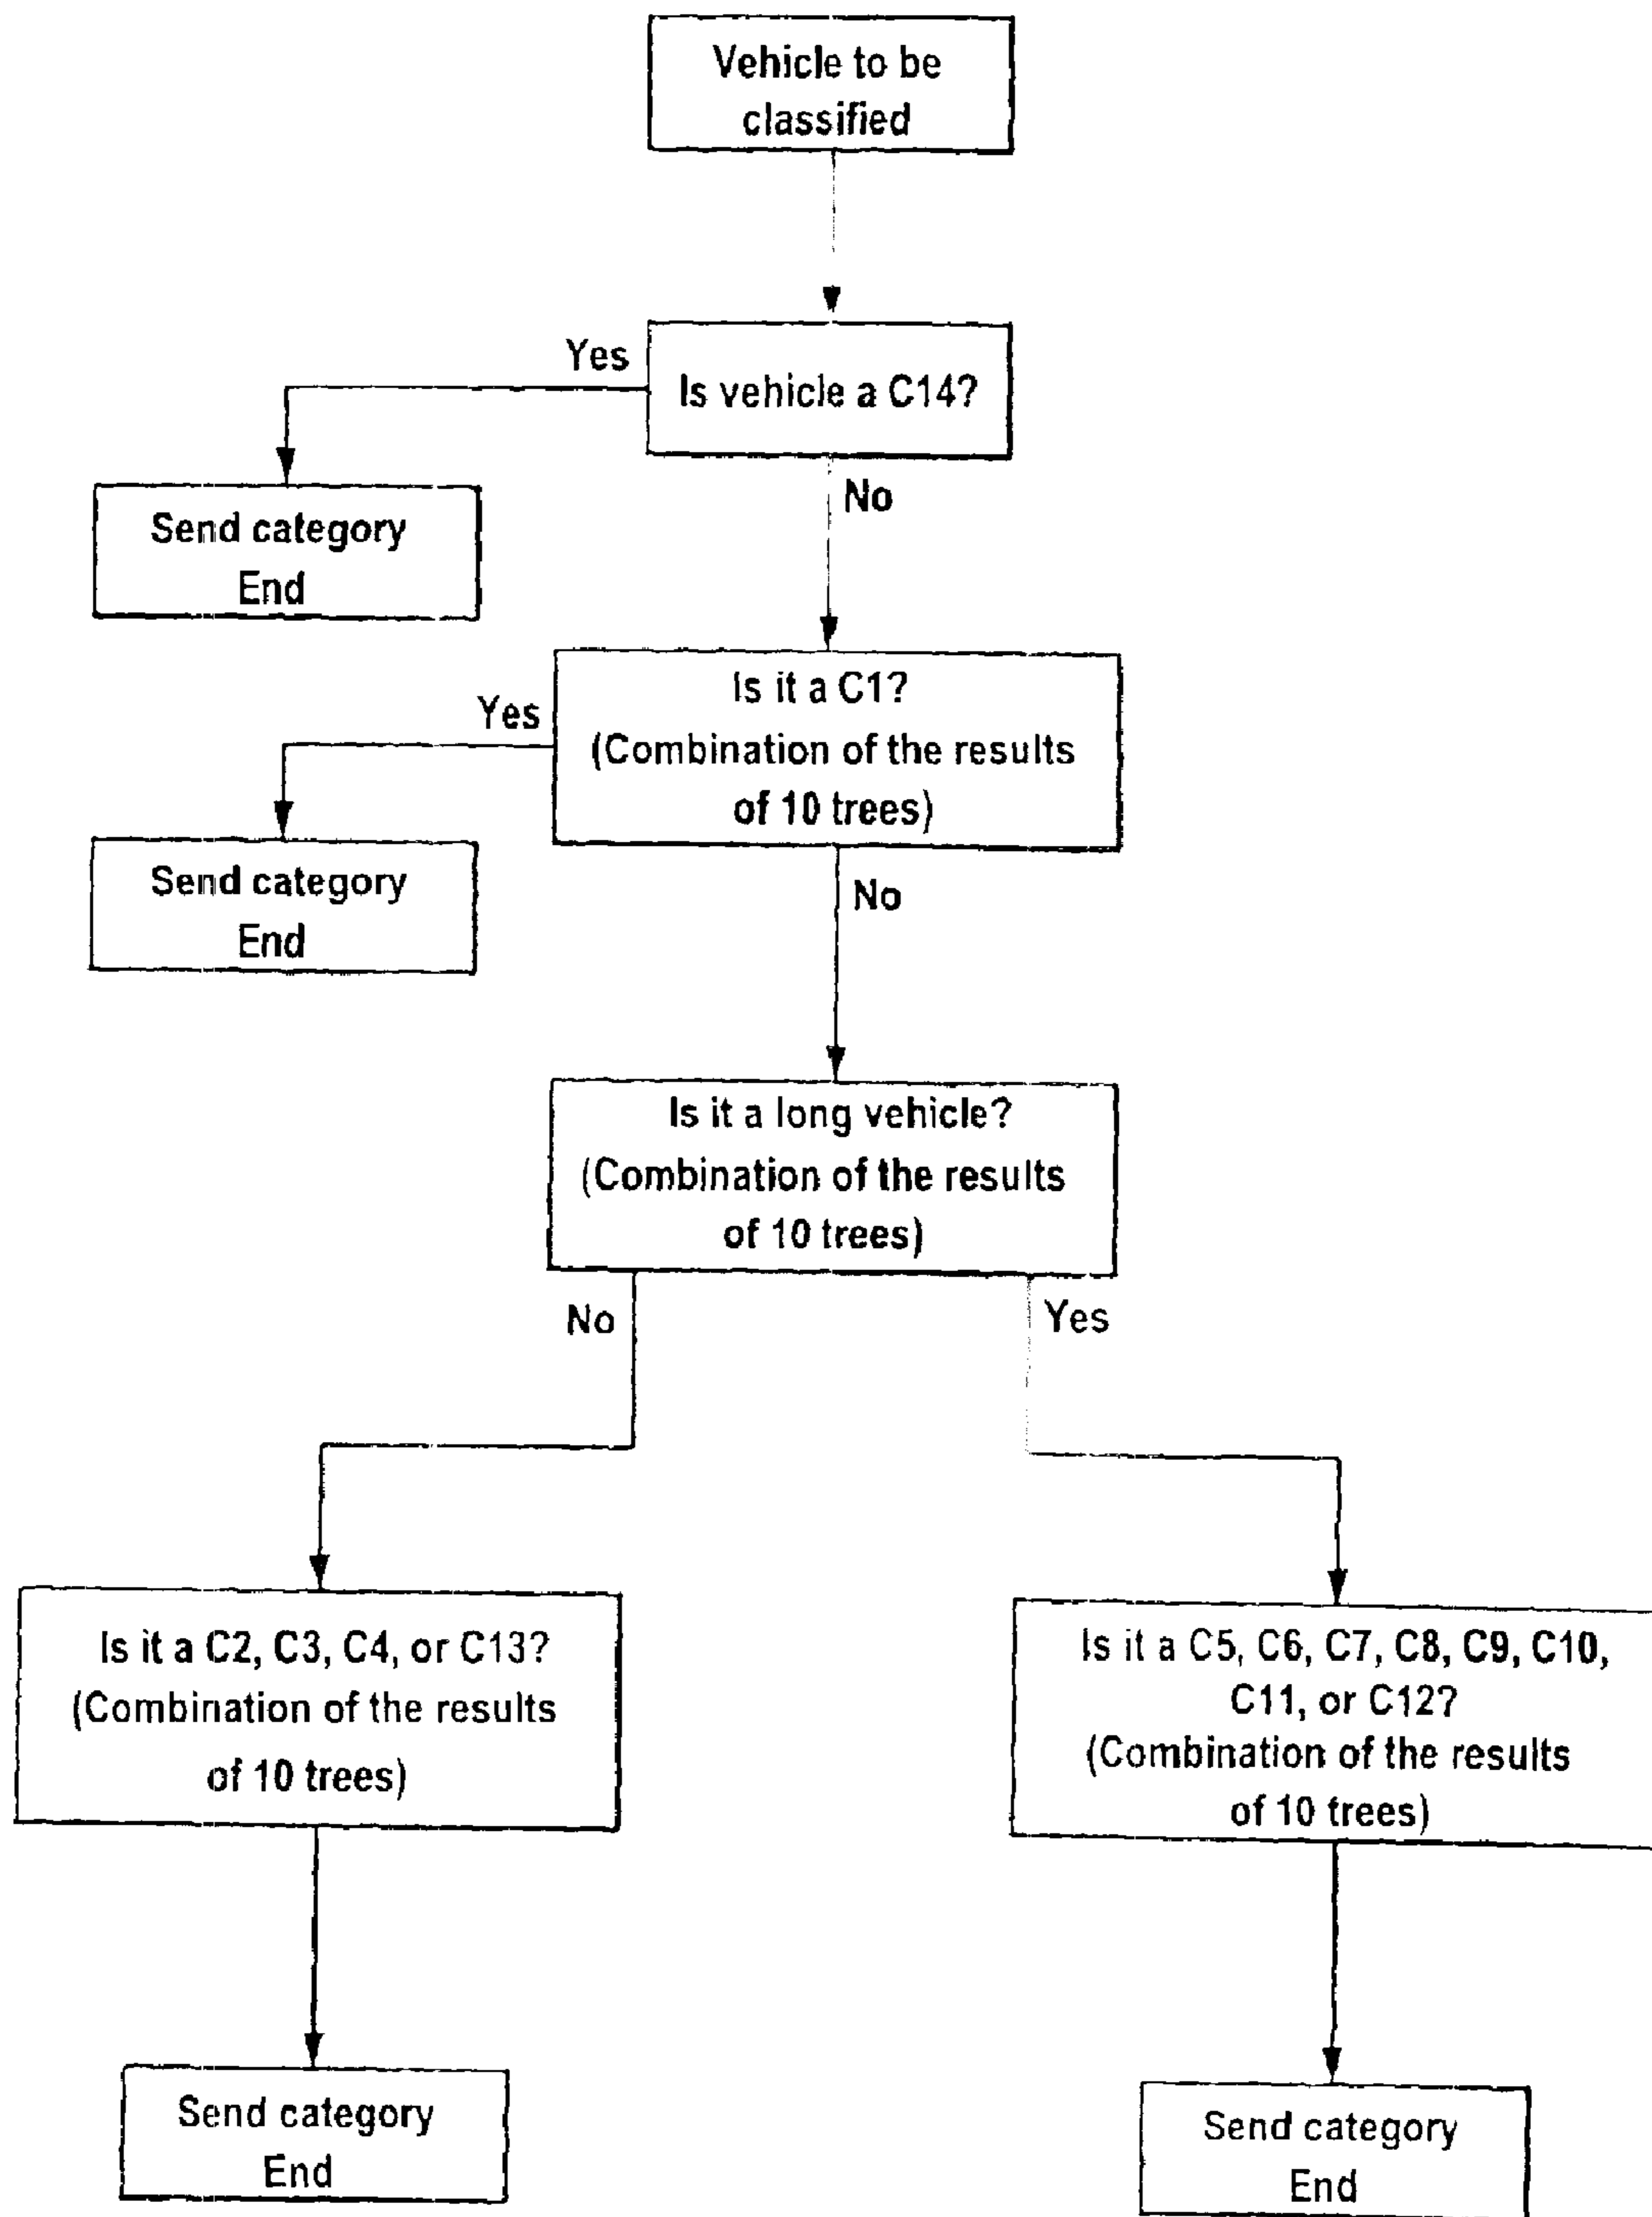 Vehicle to be
classified
Yes
Is vehicle a C14?
No
Send category
End
Is it a C1?
(Combination of the results
of 10 trees)
Yes
Send category
End
No
Is it a long vehicle?
(Combination of the results
of 10 trees)
No
Yes
Is it a C2, C3, C4, or C13?
(Combination of the results
of 10 trees)
Is it a C5, C6, C7, C8, C9, C10,
C11, or C12?
(Combination of the results
of 10 trees)
Send category
End
Send category
End